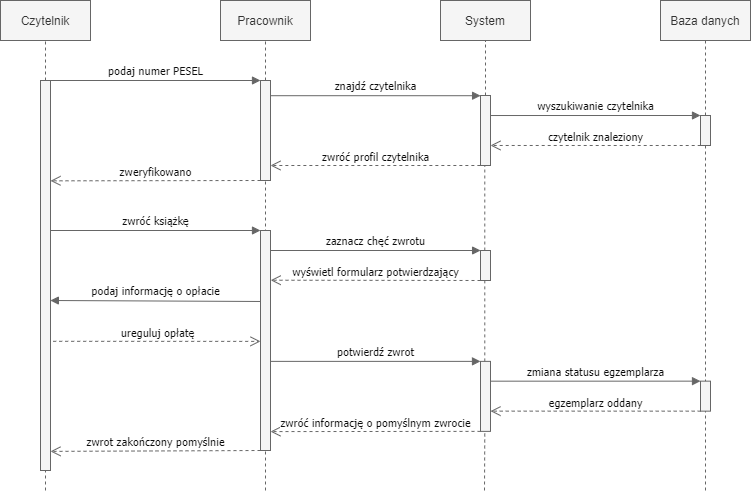 Czytelnik
Pracownik
System
Baza danych
podaj numer PESEL
znajdź czytelnika
wyszukiwanie czytelnika
czytelnik znaleziony
zwróć profil czytelnika
zweryfikowano
zwróć książkę
zaznacz chęć zwrotu
wyświetl formularz potwierdzający
podaj informację o opłacie
ureguluj opłatę
potwierdź zwrot
zmiana statusu egzemplarza
egzemplarz oddany
zwróć informację o pomyślnym zwrocie
zwrot zakończony pomyślnie